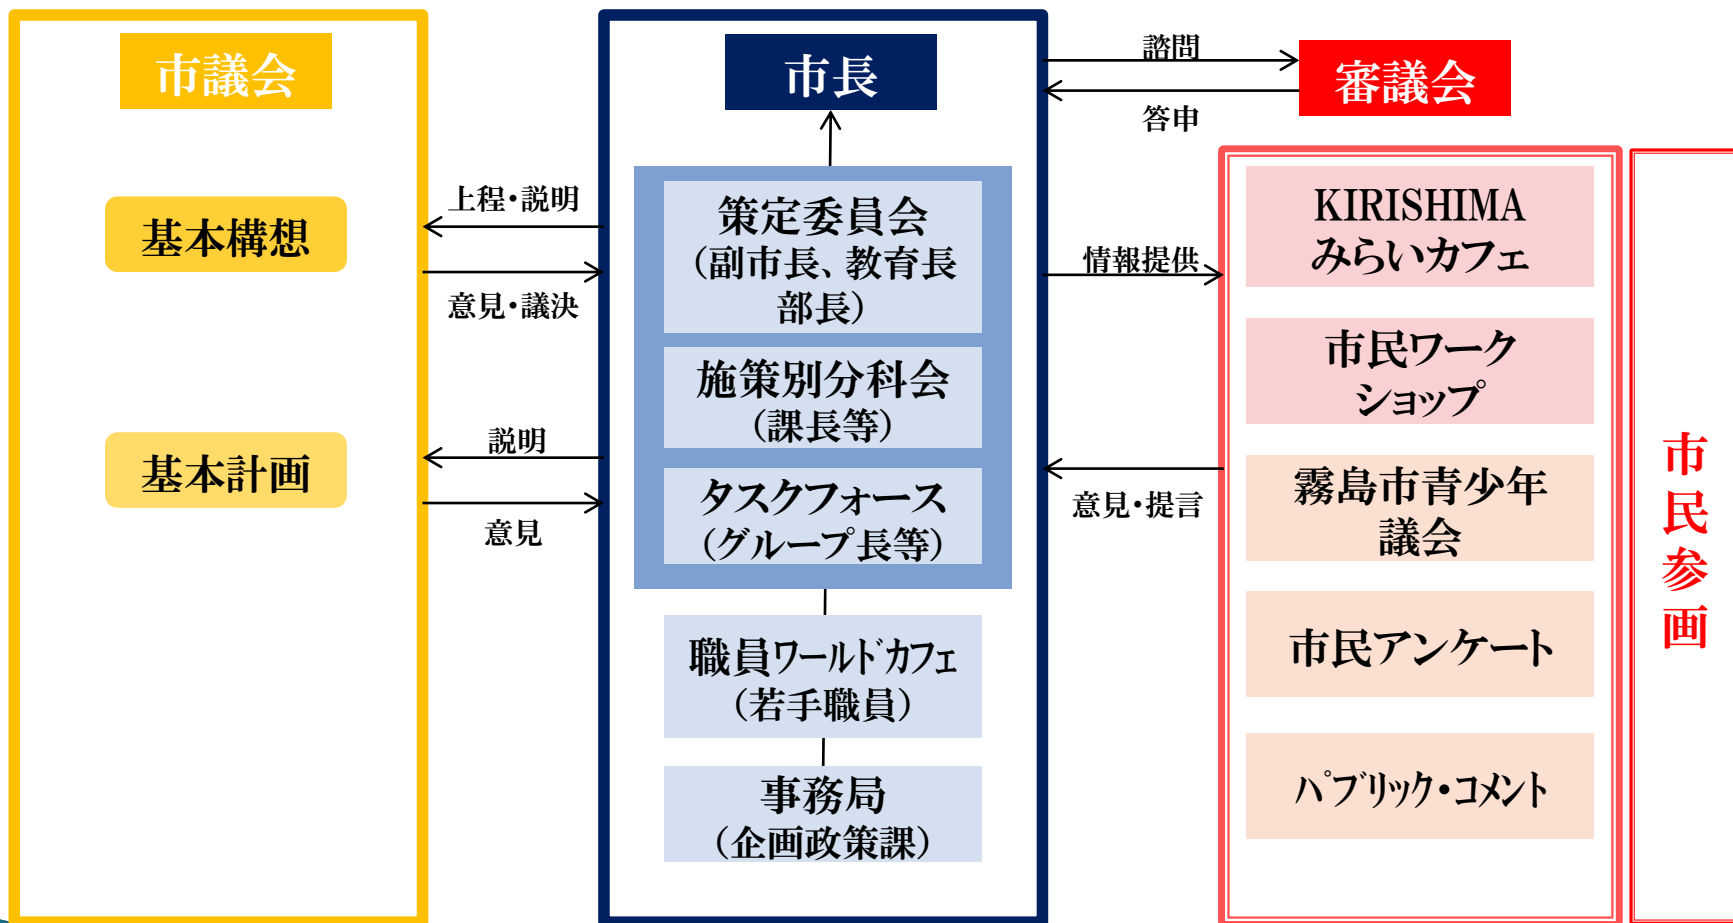 市議会
基本構想
基本計画
上程・説明
意見・議決
説明
意見
市長
策定委員会
(副市長、教育長
部長)
施策別分科会
(課長等)
タスクフォース
(グループ長等)
職員ワールドカフェ
(若手職員)
事務局
(企画政策課)
諮問
答申
情報提供
意見・提言
審議会
KIRISHIMA
みらいカフェ
市民ワーク
ショップ
霧島市青少年
議会
市民アンケート
パブリック・コメント
市民参画